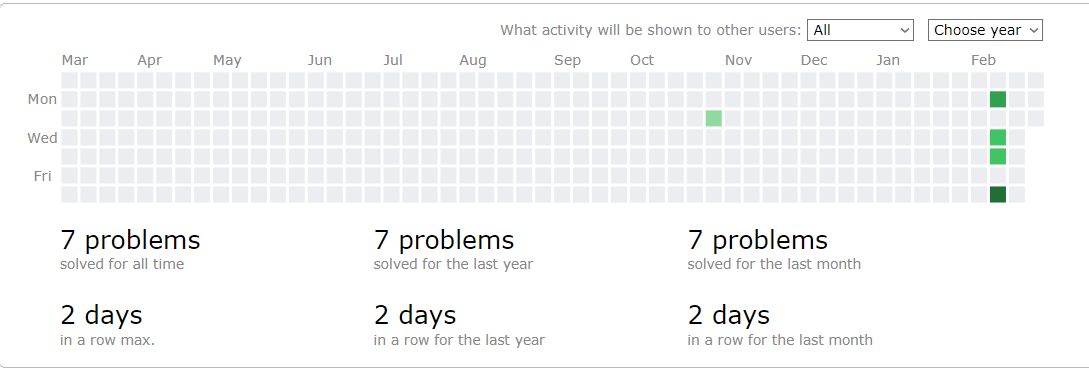 What activity will be shown to other users: All Choose year
Mar Apr May Jun Jul Aug Sep Oct Nov Dec Jan Feb
Mon
Wed
Fri
7 problems 7 problems 7 problems
solved for all time solved for the last year solved for the last month
2 days 2 days 2 days
in a row max. in a row for the last year in a row for the last month